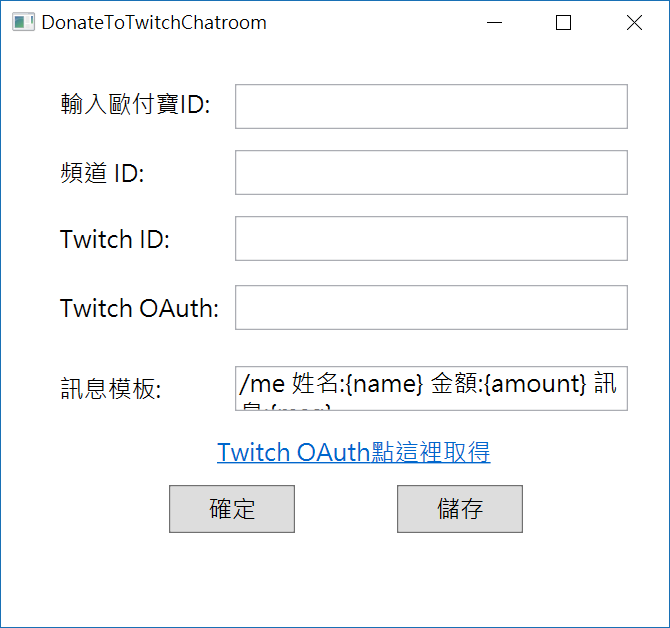 DonateToTwitchChatroom
輸入歐付寶ID:
頻道 ID:
Twitch ID:
Twitch OAuth:
訊息模板:
/me 姓名:{name} 金額:{amount} 訊
息:{msg}
Twitch OAuth點這裡取得
確定
儲存